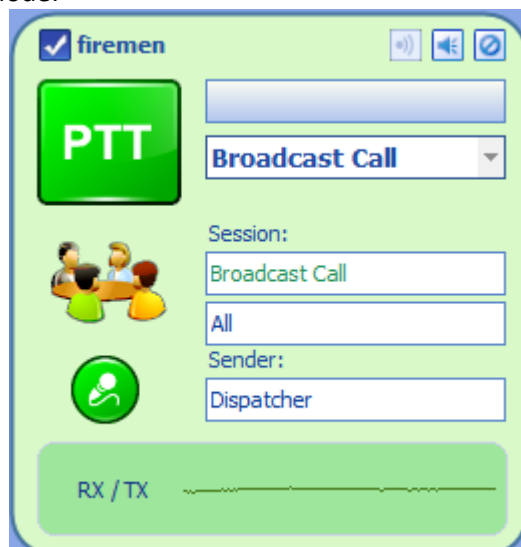 firemen
PTT
Broadcast Call
Session:
Broadcast Call
All
Sender:
Dispatcher
RX / TX